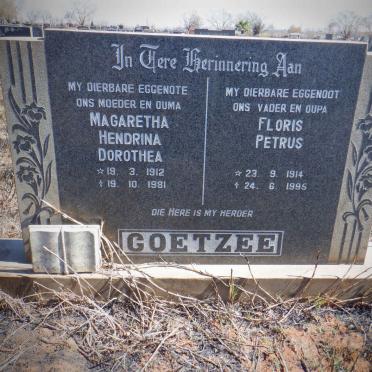 In Tere Herinnering Aan
MY DIERBARE EGGENOTE
ONS MOEDER EN OUMA
MAGARETHA
HENDRINA
DOROTHEA
☆ 19. 3. 1912
† 19. 10. 1981
MY DIERBARE EGGENOOT
ONS VADER EN OUPA
FLORIS
PETRUS
☆ 23. 9. 1914
† 24. 6. 1995
DIE HERE IS MY HERDER
GOETZEE